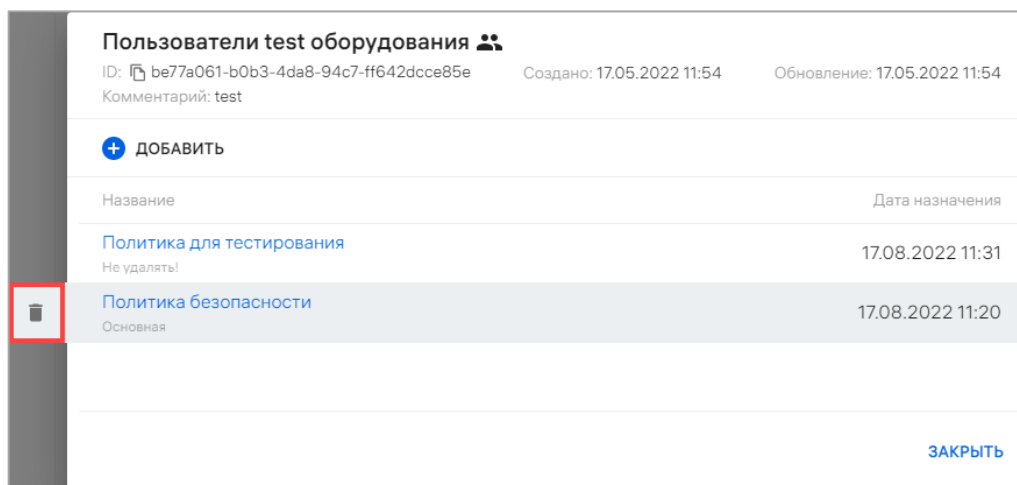 Пользователи test оборудования
ID: be77a061-b0b3-4da8-94c7-ff642dcce85e Создано: 17.05.2022 11:54 Обновление: 17.05.2022 11:54
Комментарий: test
ДОБАВИТЬ
Название Дата назначения
Политика для тестирования 17.08.2022 11:31
Не удалять!
Политика безопасности 17.08.2022 11:20
Основная
ЗАКРЫТЬ